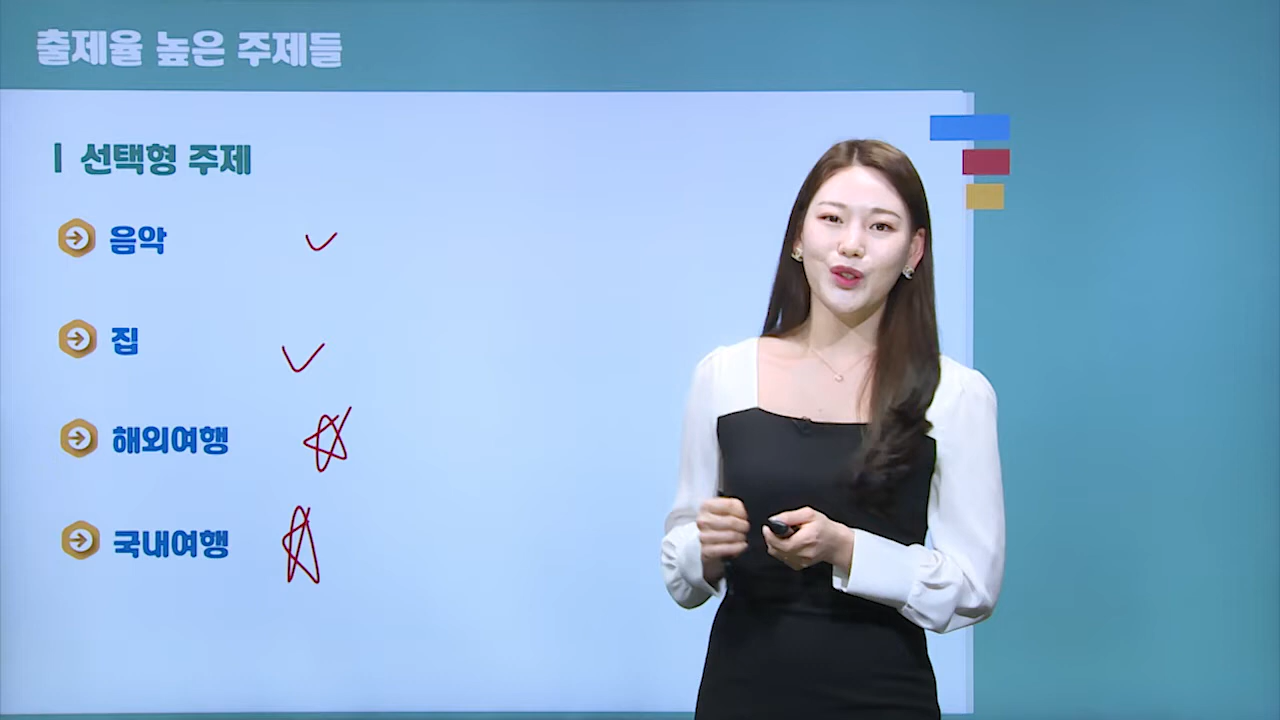 출제율 높은 주제들
선택형 주제
음악
집
해외여행
국내여행